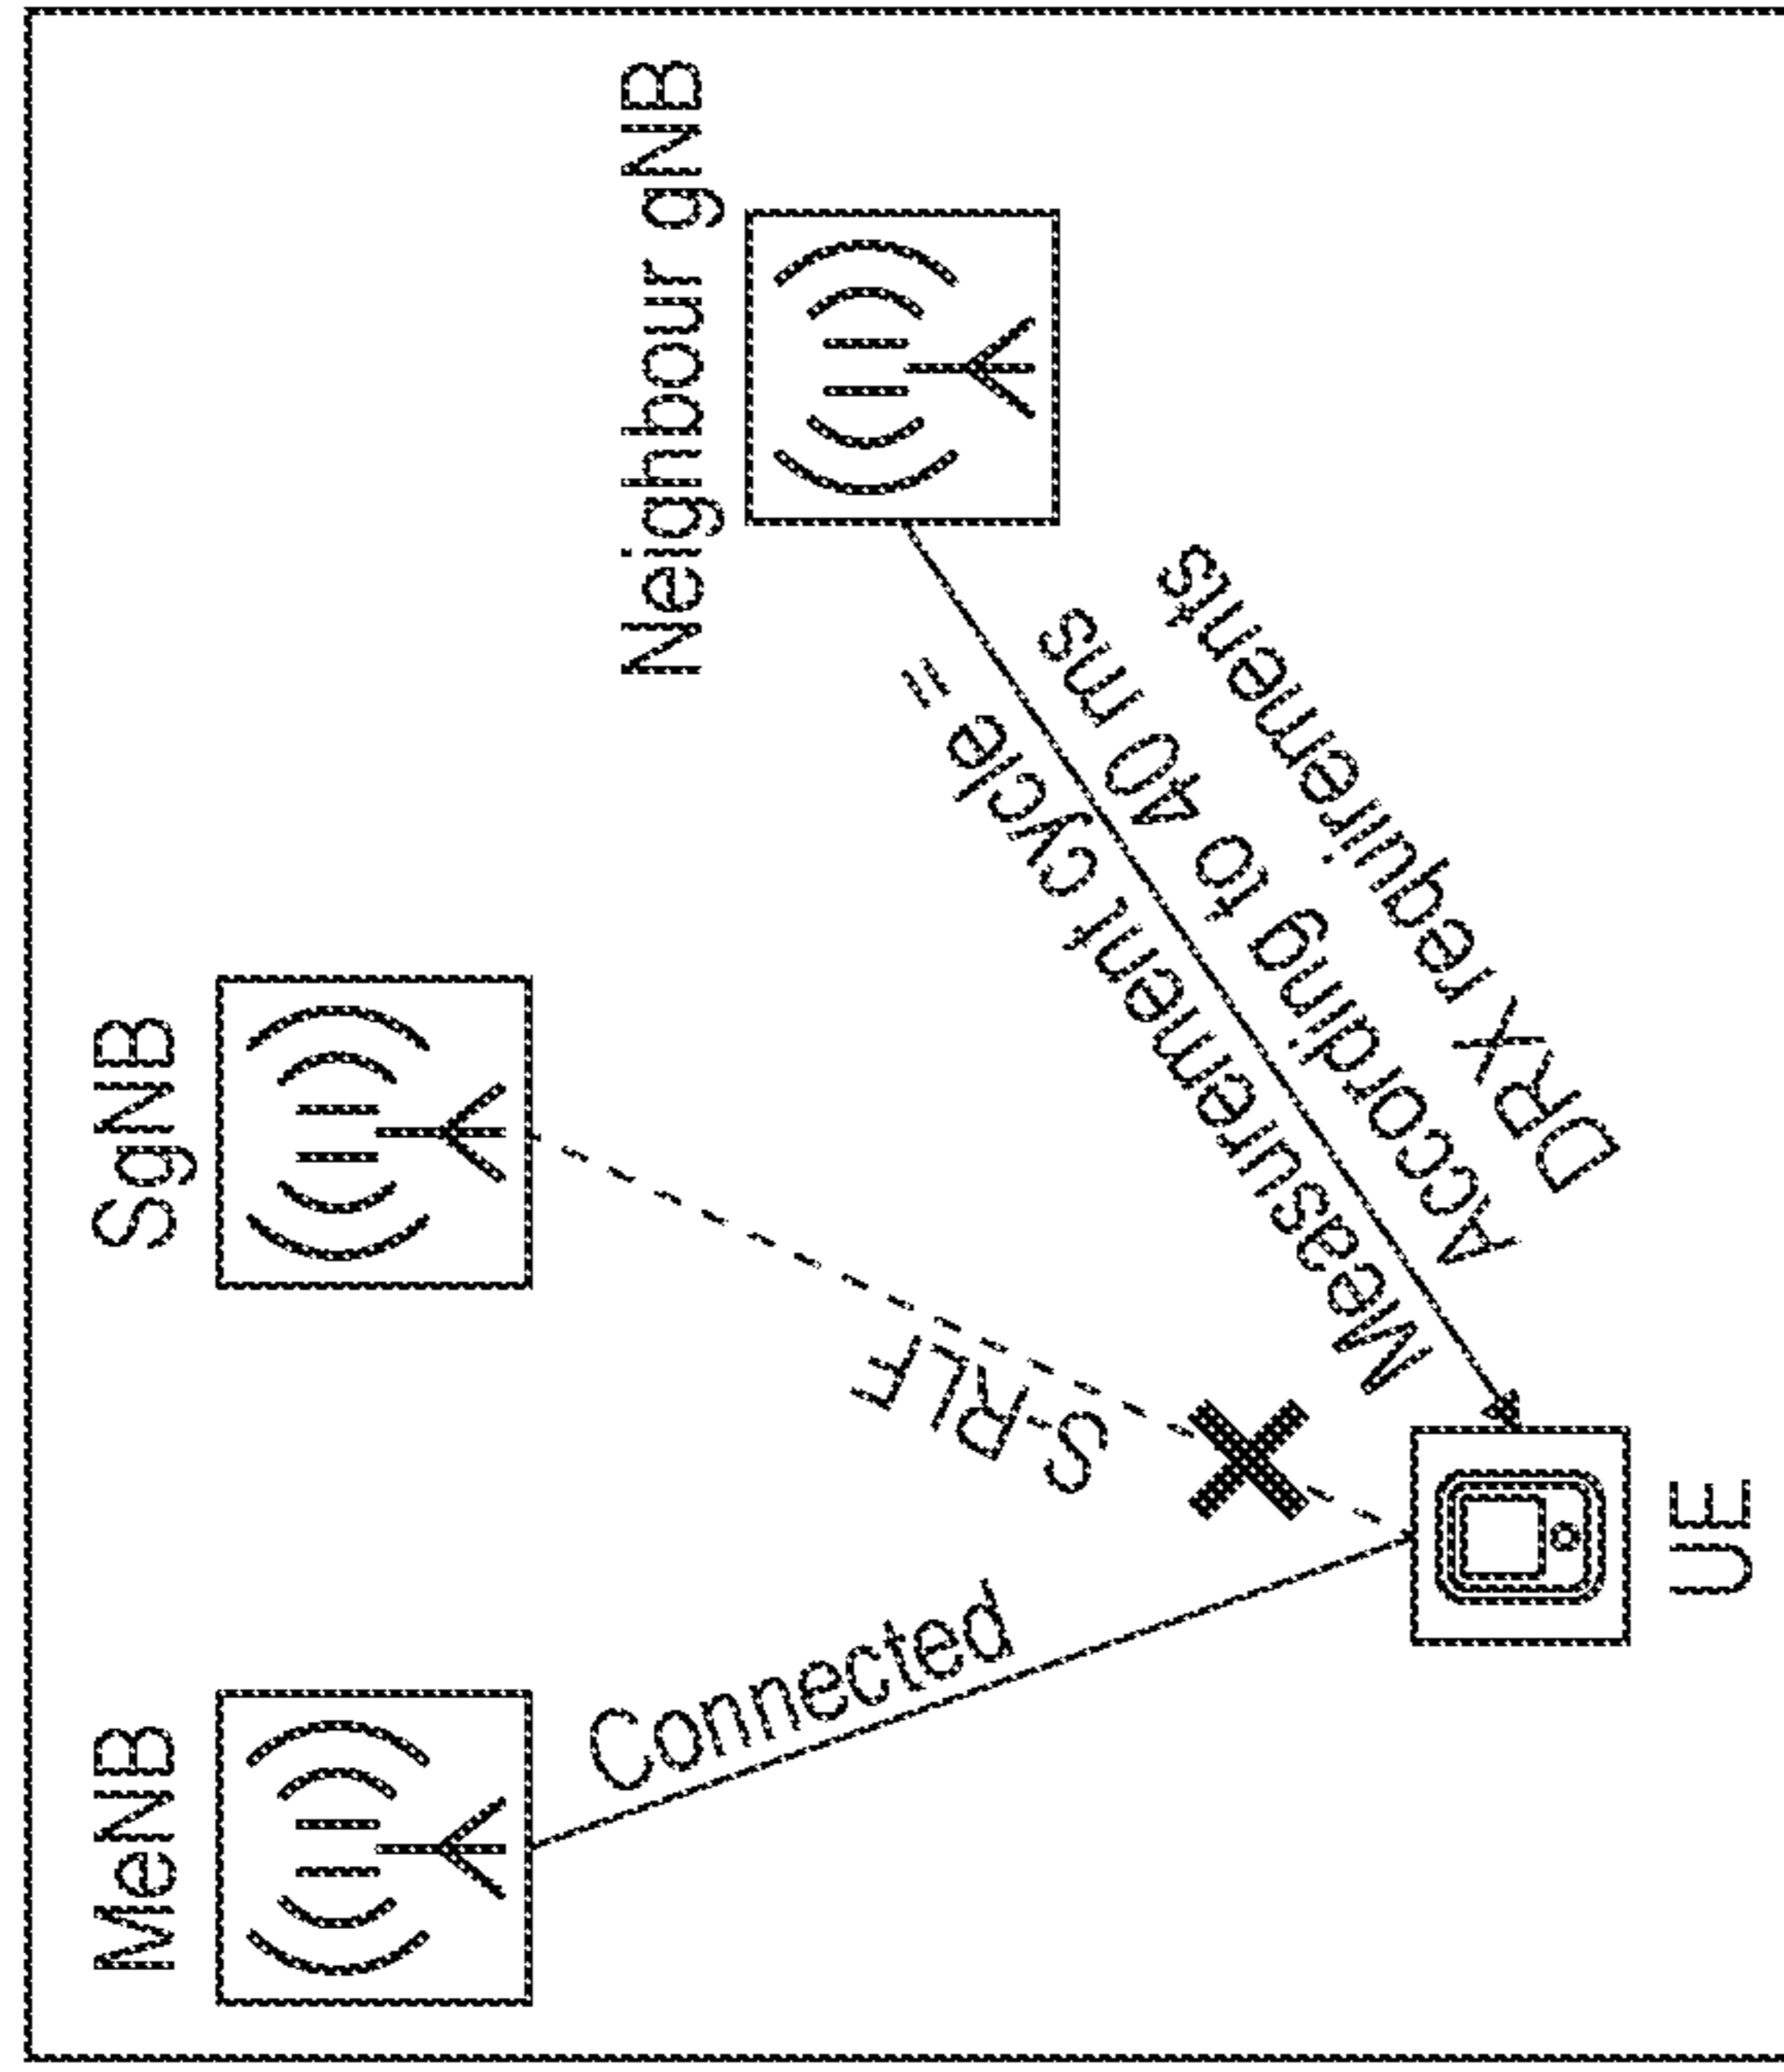 MeNB
SgNB
Neighbour gNB
Connected
S-RLF
Measurement cycle =
According to 40 ms
DRX requirements
UE